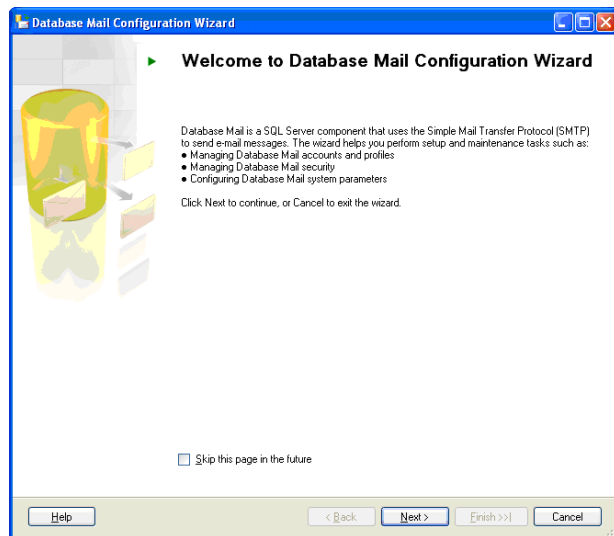 Database Mail Configuration Wizard
Welcome to Database Mail Configuration Wizard
Database Mail is a SQL Server component that uses the Simple Mail Transfer Protocol (SMTP)
to send e-mail messages. The wizard helps you perform setup and maintenance tasks such as:
● Managing Database Mail accounts and profiles
● Managing Database Mail security
● Configuring Database Mail system parameters
Click Next to continue, or Cancel to exit the wizard.
Skip this page in the future
Help
< Back
Next >
Finish >>|
Cancel